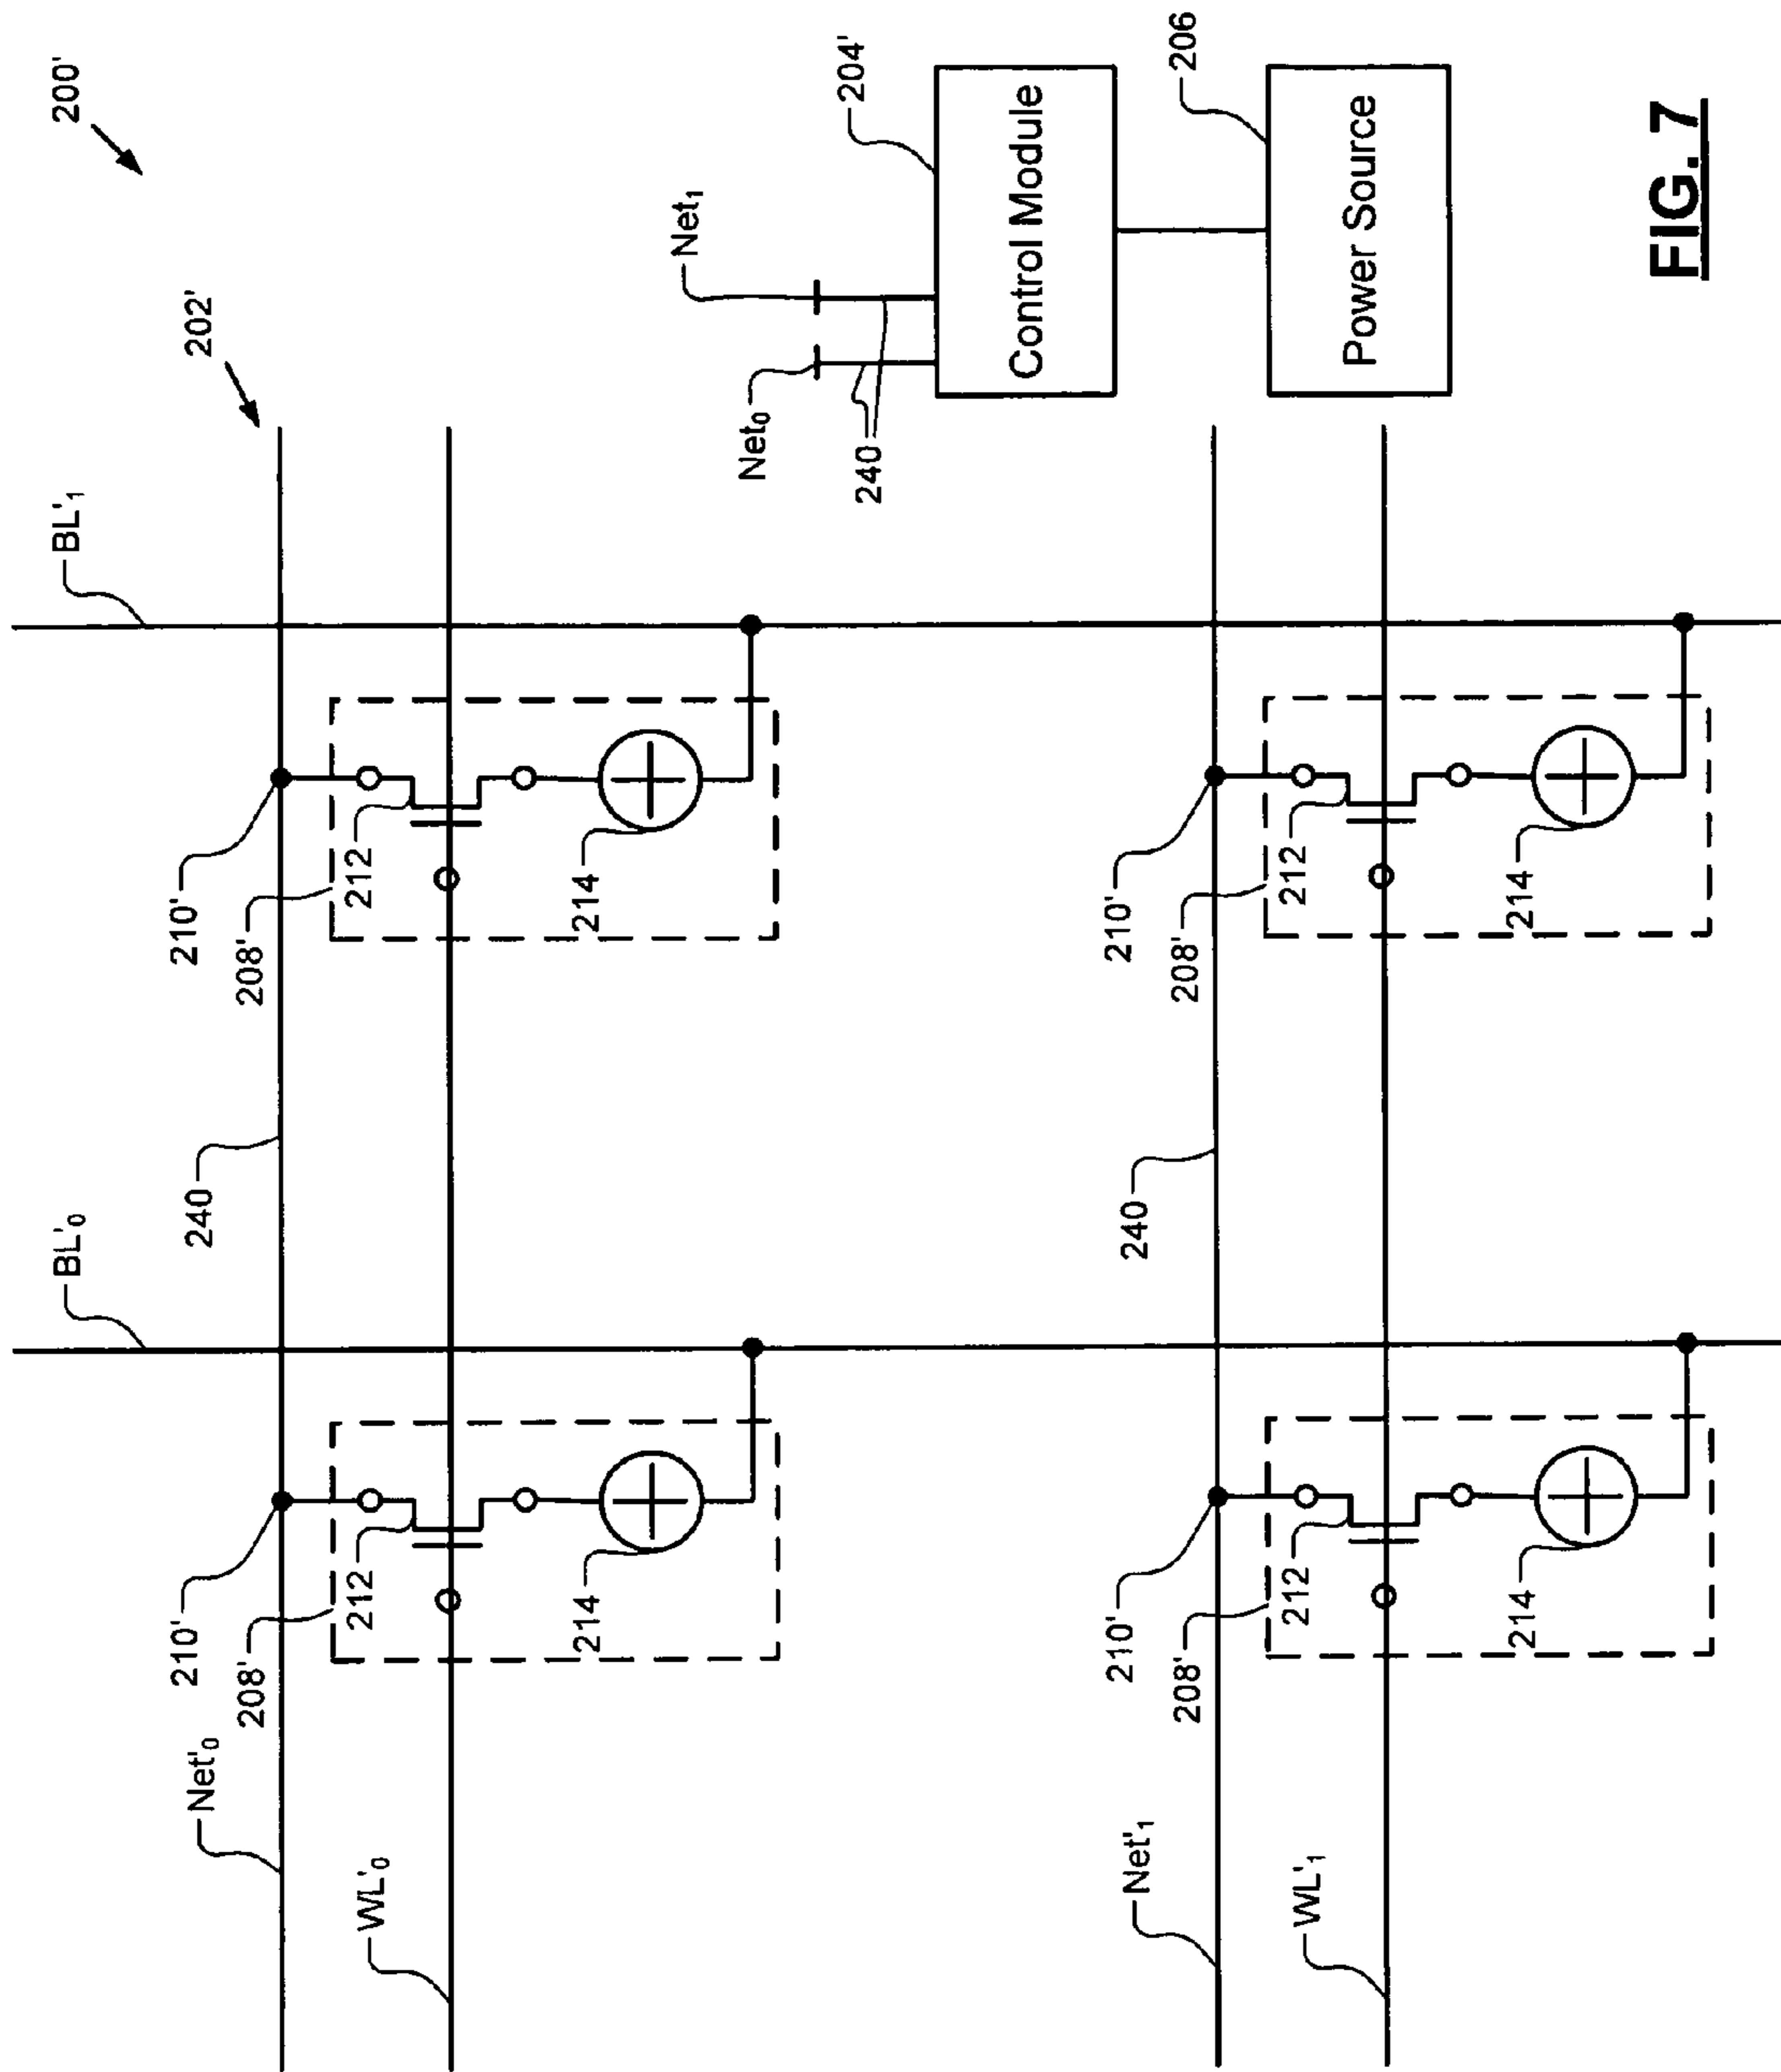 200'
202'
BL'₀
BL'₁
Net'₀
210'
240
210'
208'
208'
212
212
WL'₀
214
214
Net₀
Net₁
240
204'
Control Module
206
Power Source
Net'₁
210'
240
210'
208'
208'
212
212
WL'₁
214
214
FIG. 7